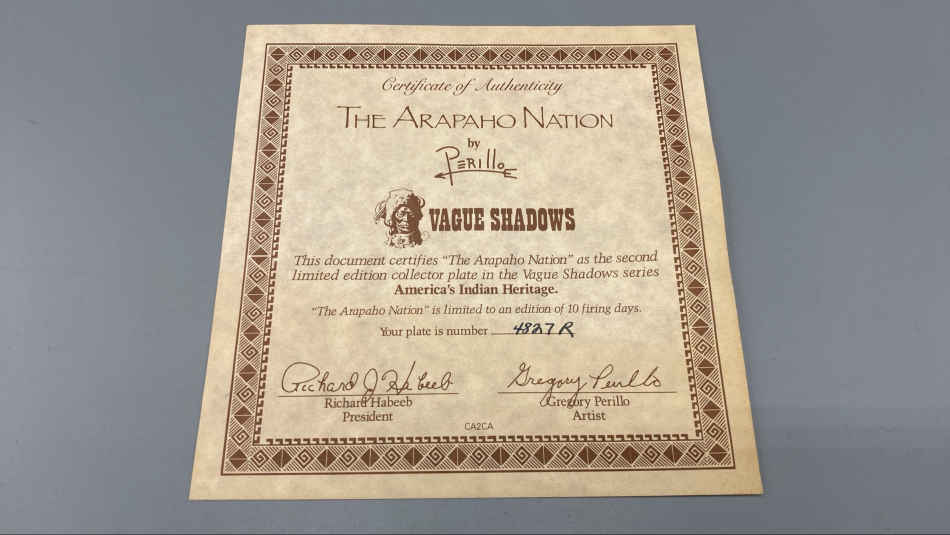 Certificate of Authenticity
THE ARAPAHO NATION
by
PERILLO
VAGUE SHADOWS
This document certifies “The Arapaho Nation” as the second
limited edition collector plate in the Vague Shadows series
America's Indian Heritage.
“The Arapaho Nation” is limited to an edition of 10 firing days.
Your plate is number 4827 R
Richard J Habeeb Gregory Perillo
Richard Habeeb Gregory Perillo
President Artist
CA2CA